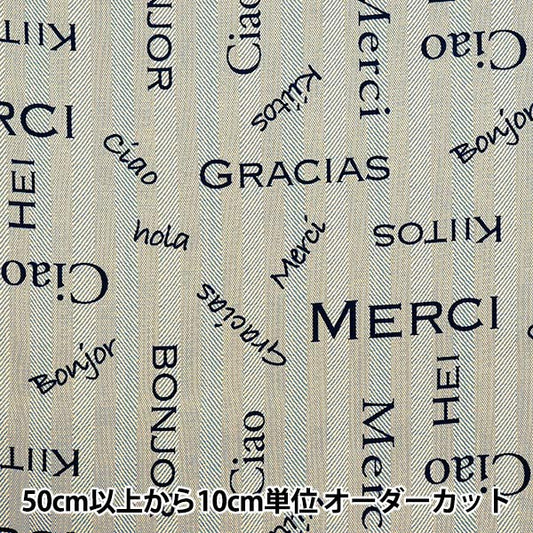 KIITOS
BONJOR
Ciao
Merci
Ciao
Kiitos
Bonjor
MERCI
ciao
GRACIAS
HEI
hola
Merci
KIITOS
Ciao
Gracias
MERCI
Bonjor
BONJOR
HEI
Ciao
Merci
KIITOS
Ciao
50cm以上から10cm単位 オーダーカット